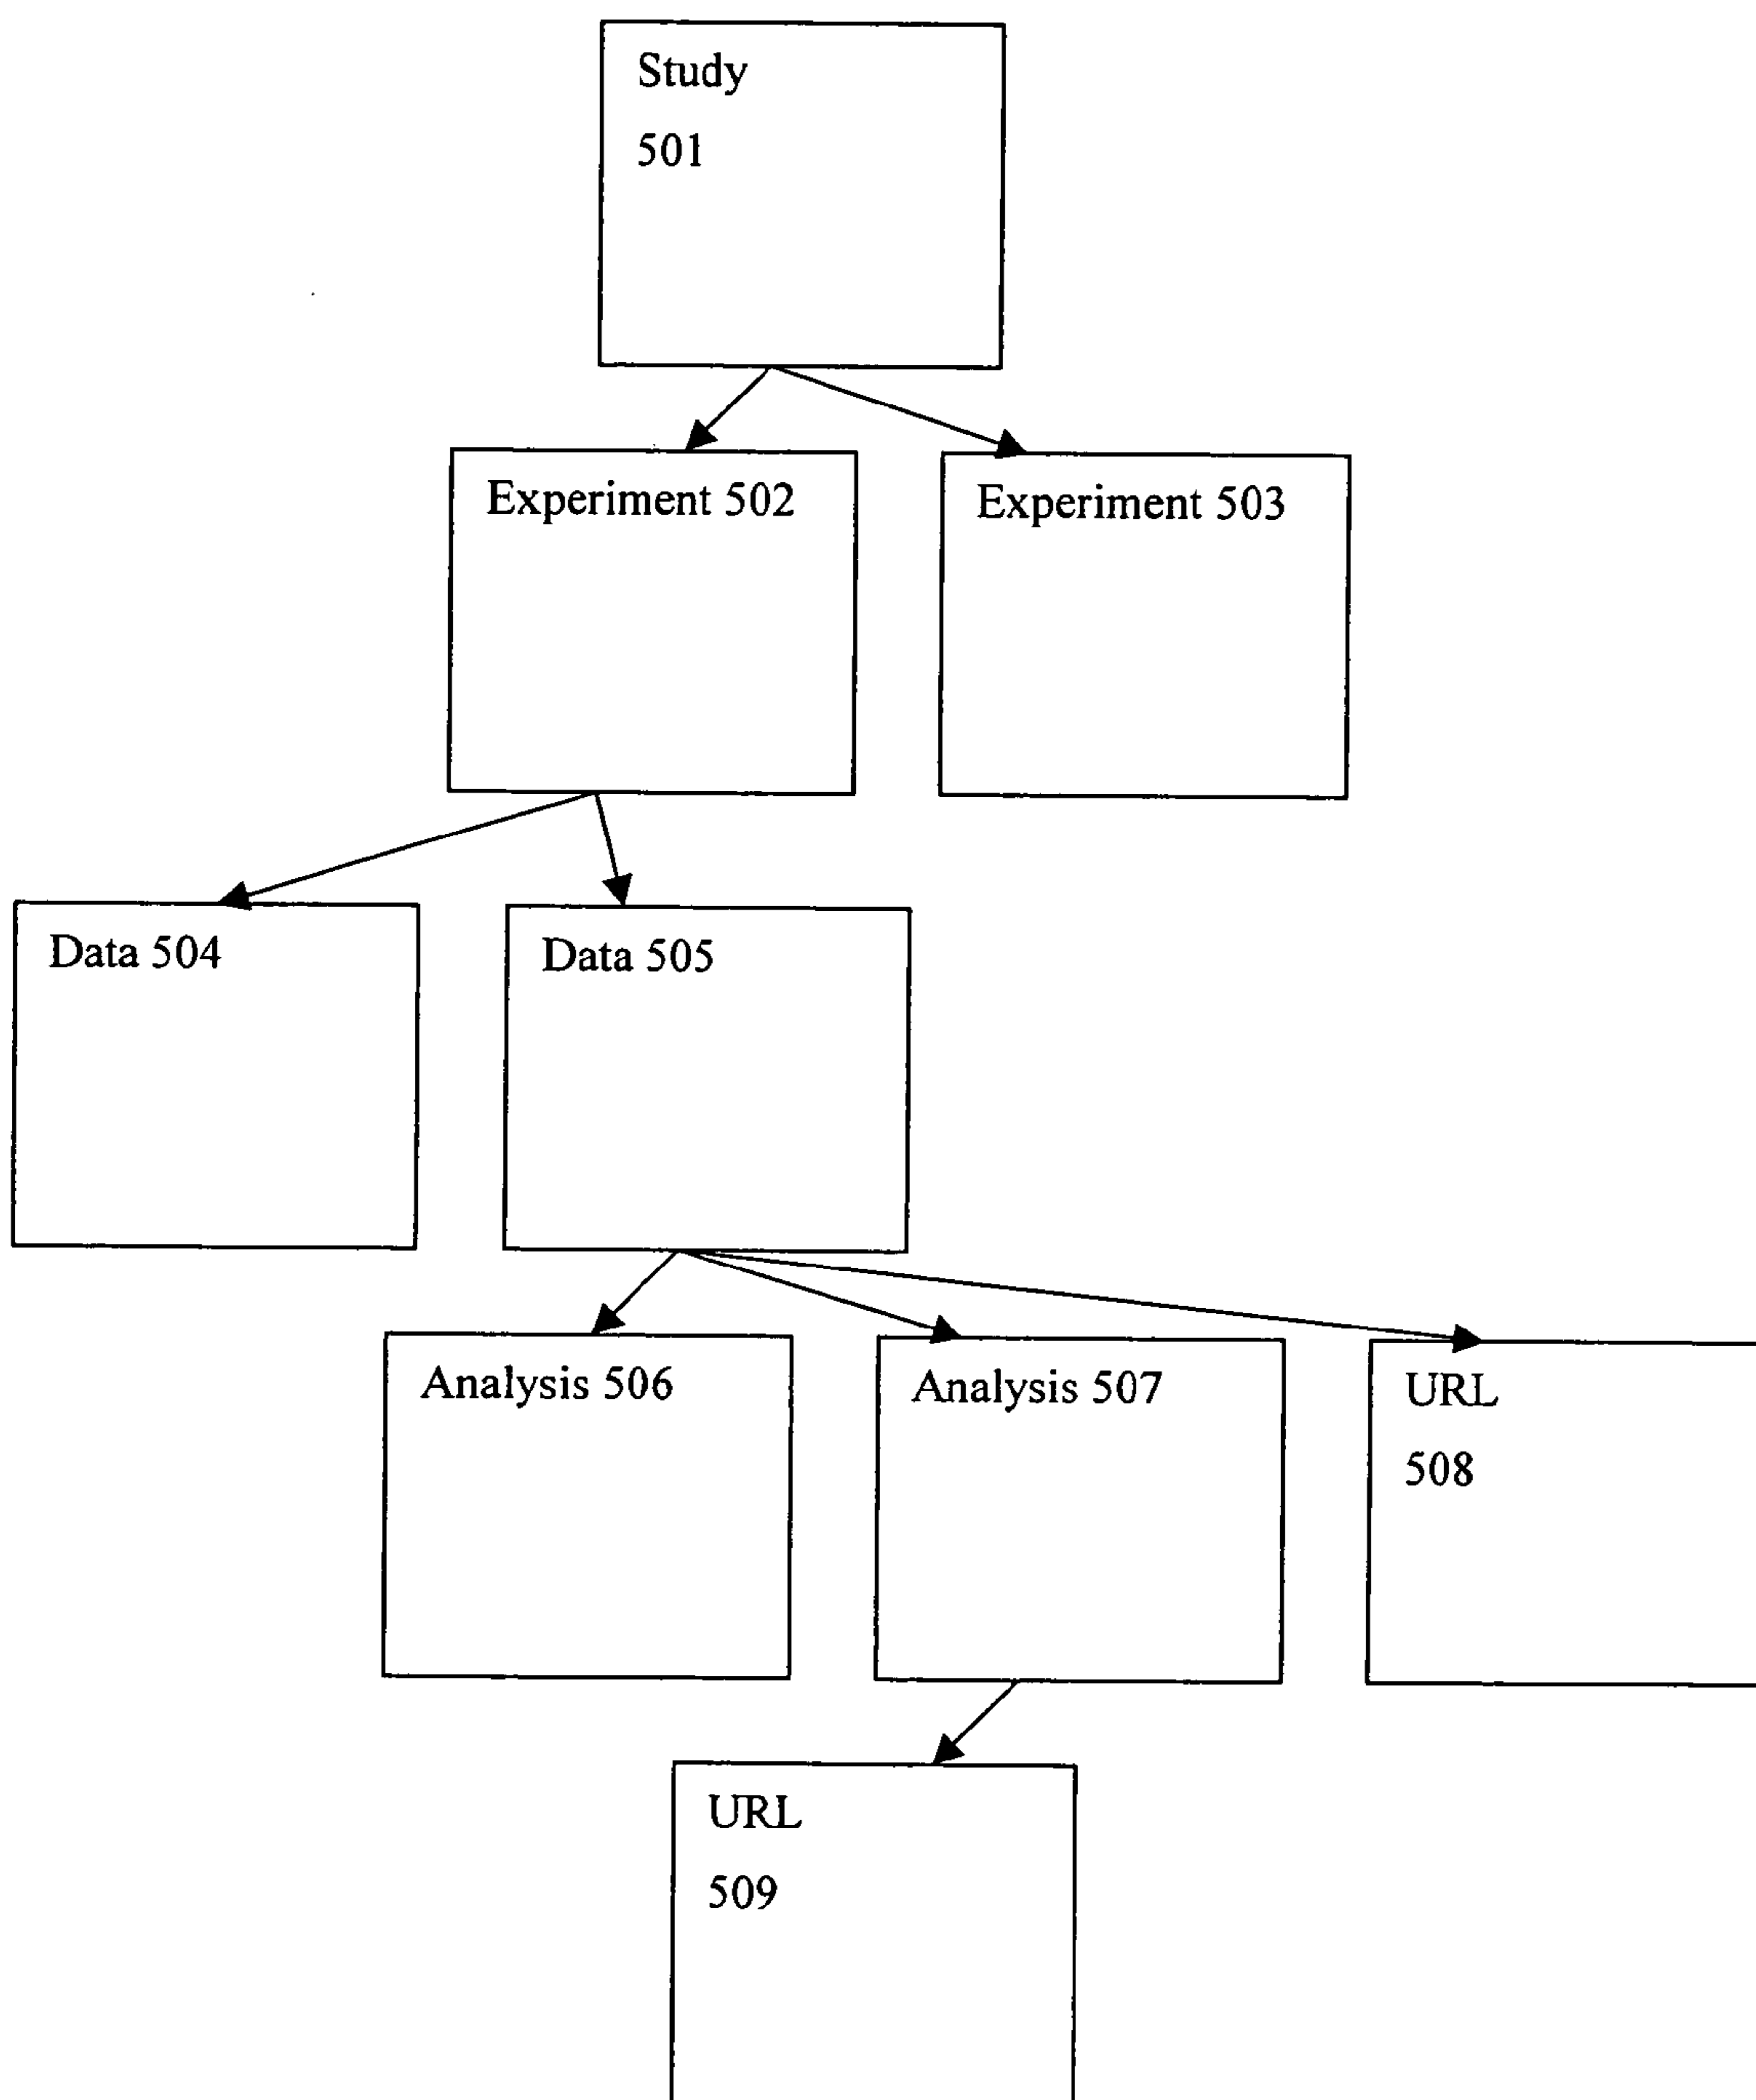 Study
501
Experiment 502
Experiment 503
Data 504
Data 505
Analysis 506
Analysis 507
URL
508
URL
509